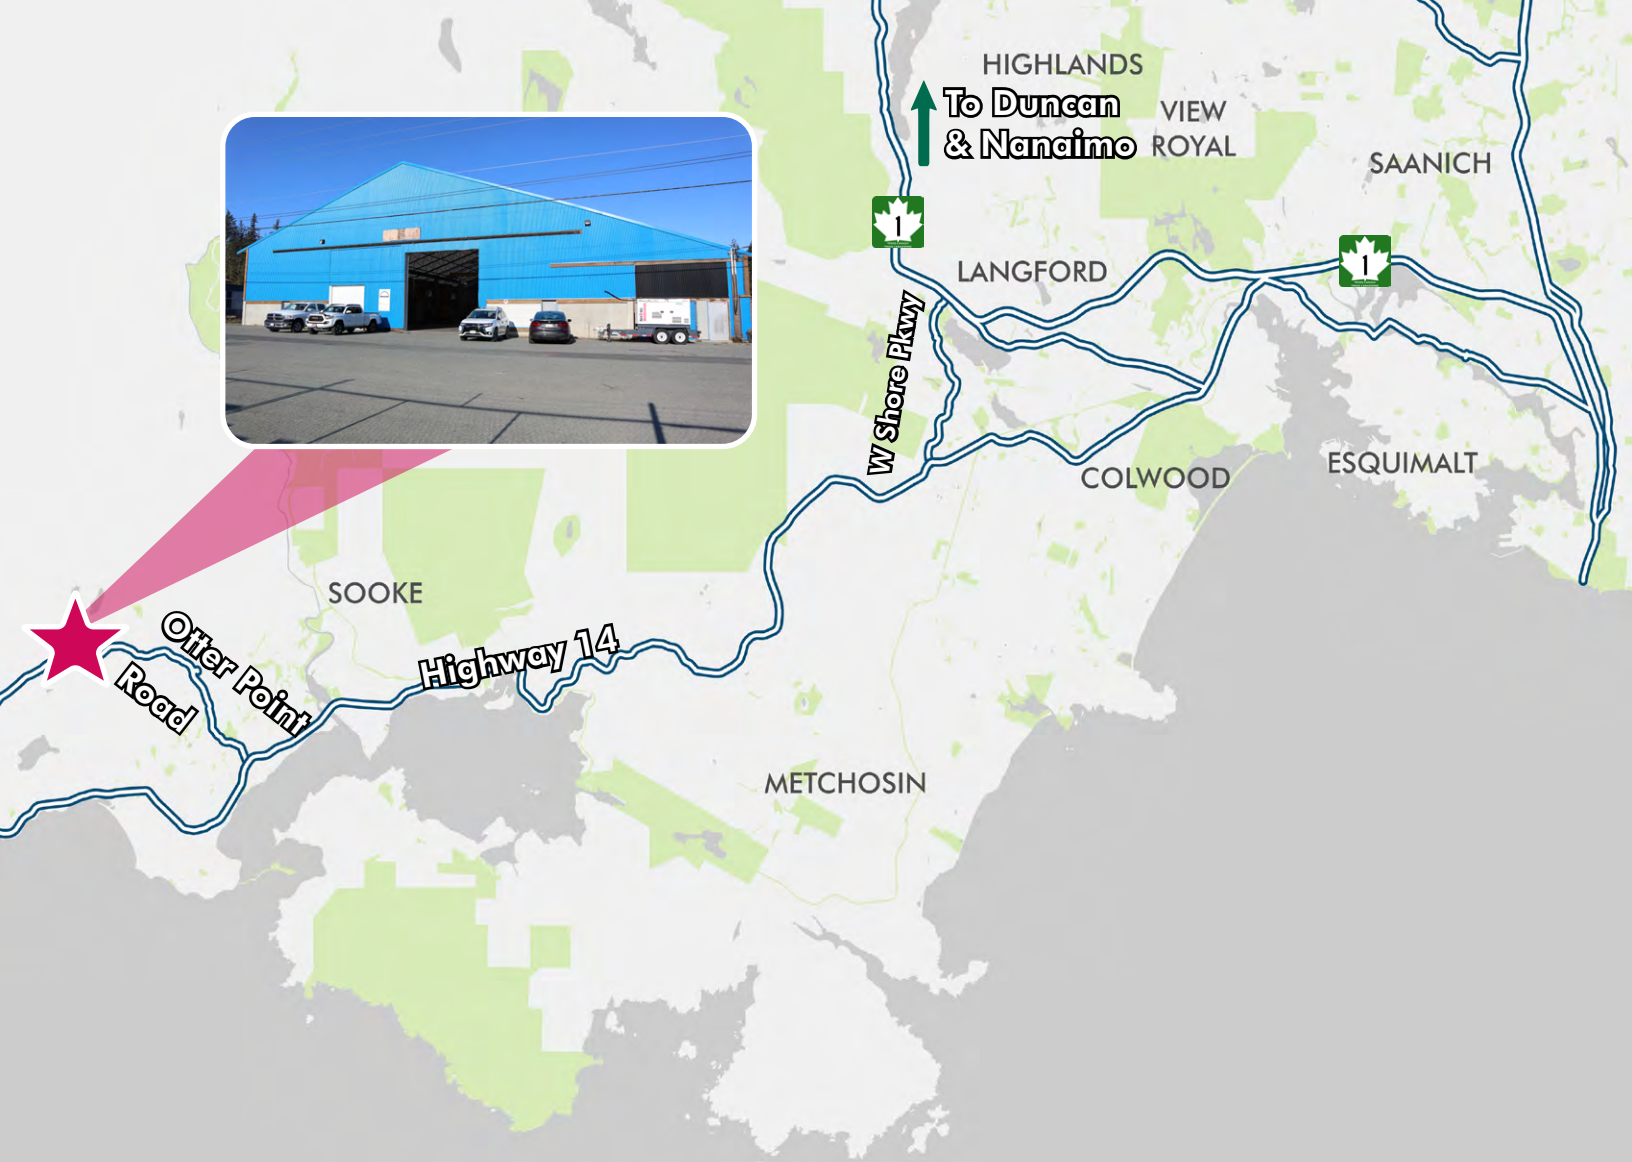 HIGHLANDS
To Duncan
& Nanaimo
VIEW
ROYAL
SAANICH
1
1
LANGFORD
W Shore Pkwy
COLWOOD
ESQUIMALT
SOOKE
Otter Point
Road
Highway 14
METCHOSIN